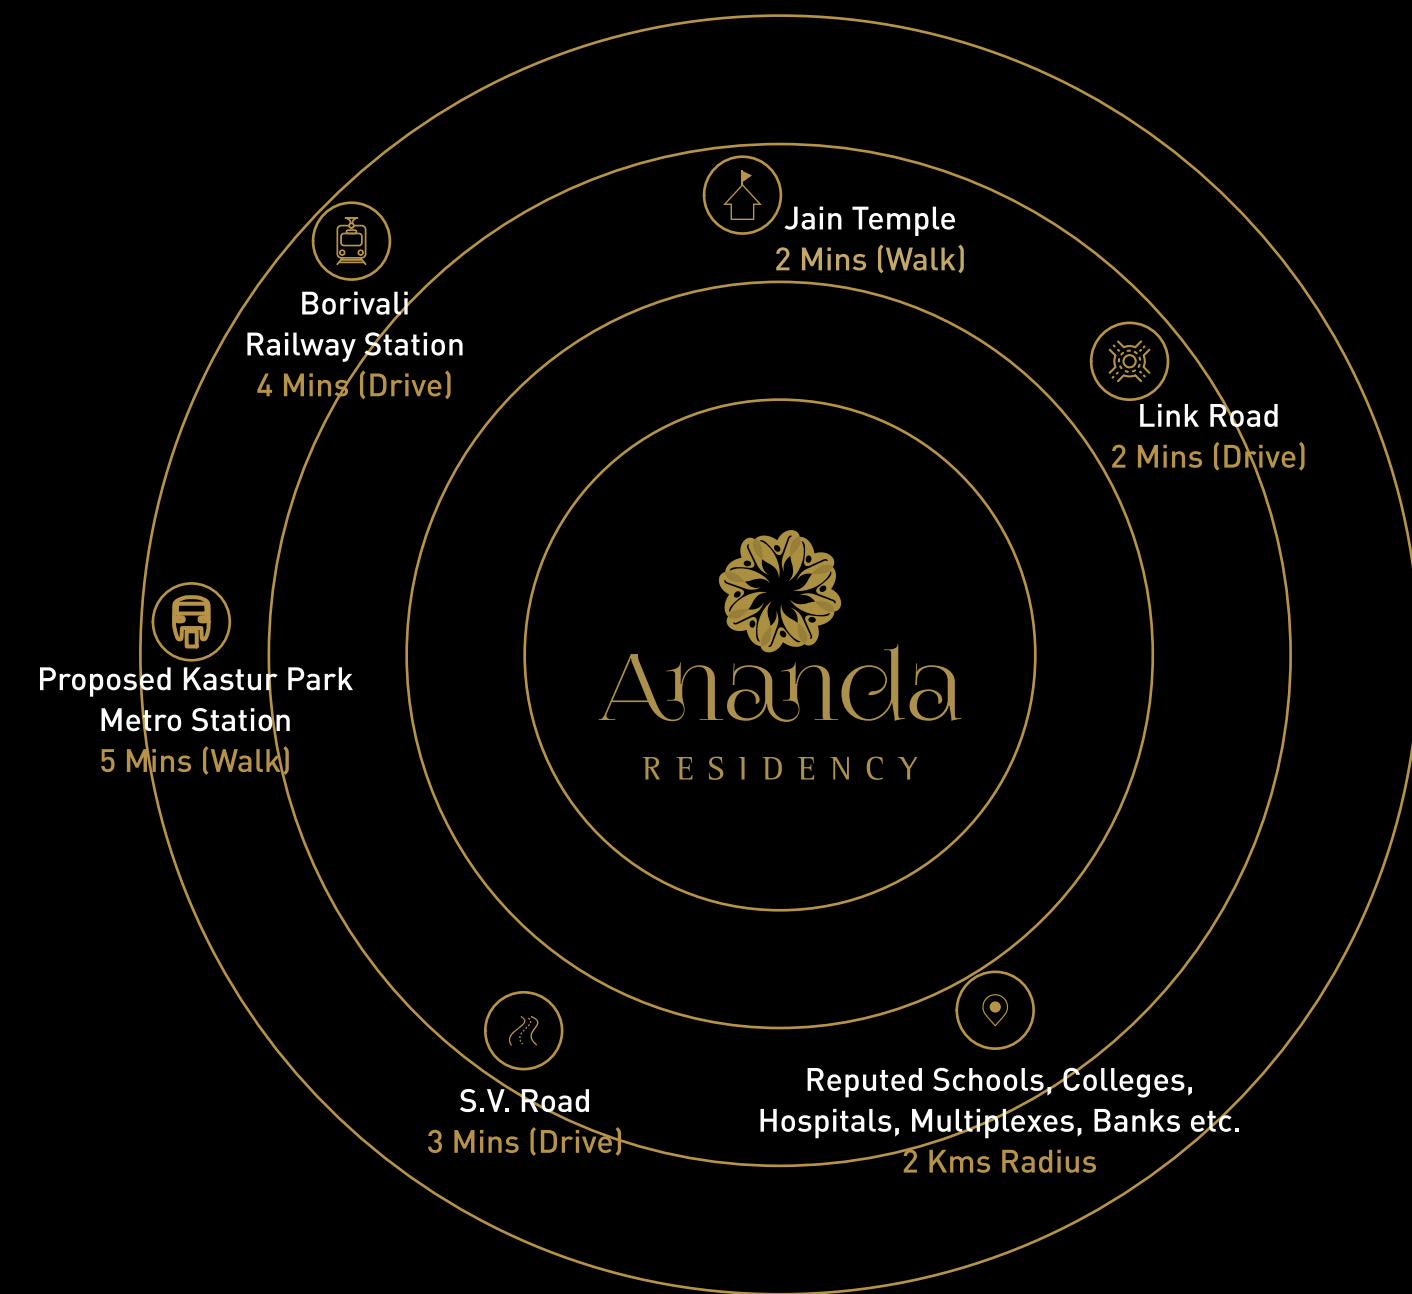 Jain Temple
2 Mins (Walk)
Borivali
Railway Station
4 Mins (Drive)
Link Road
2 Mins (Drive)
Ananda
RESIDENCY
Proposed Kastur Park
Metro Station
5 Mins (Walk)
S.V. Road
3 Mins (Drive)
Reputed Schools, Colleges,
Hospitals, Multiplexes, Banks etc.
2 Kms Radius